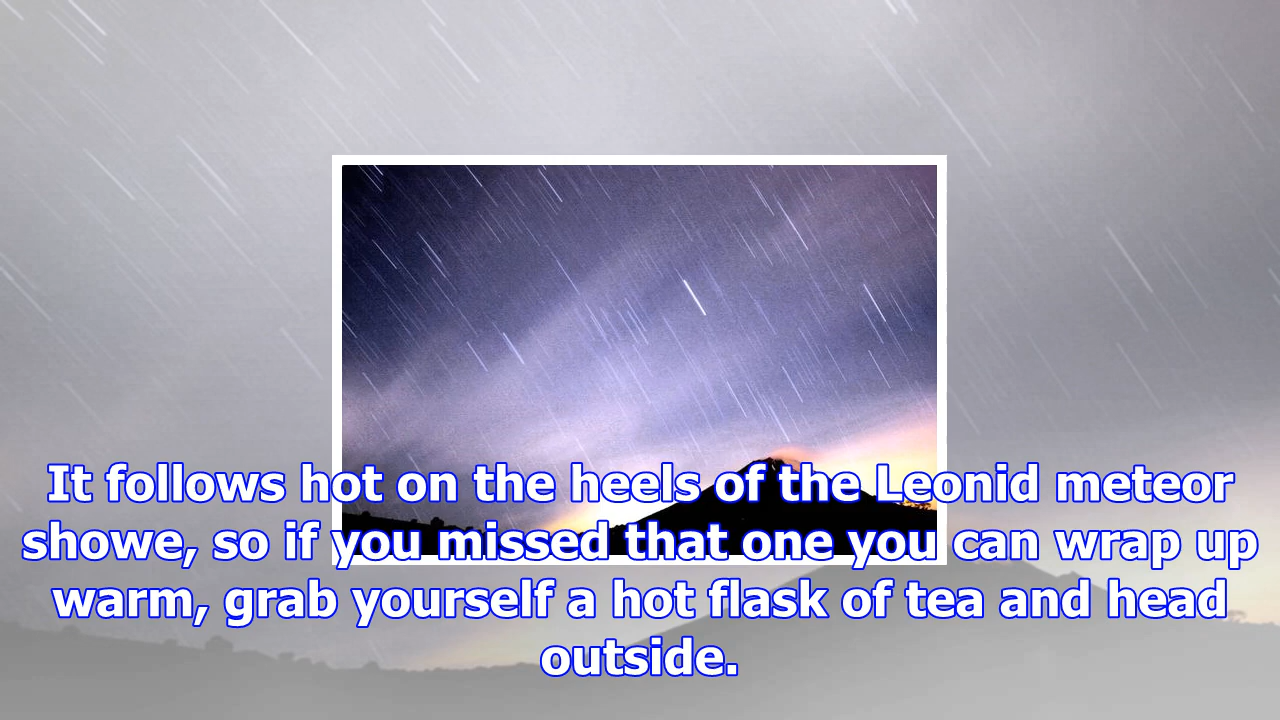 It follows hot on the heels of the Leonid meteor
showe, so if you missed that one you can wrap up
warm, grab yourself a hot flask of tea and head
outside.